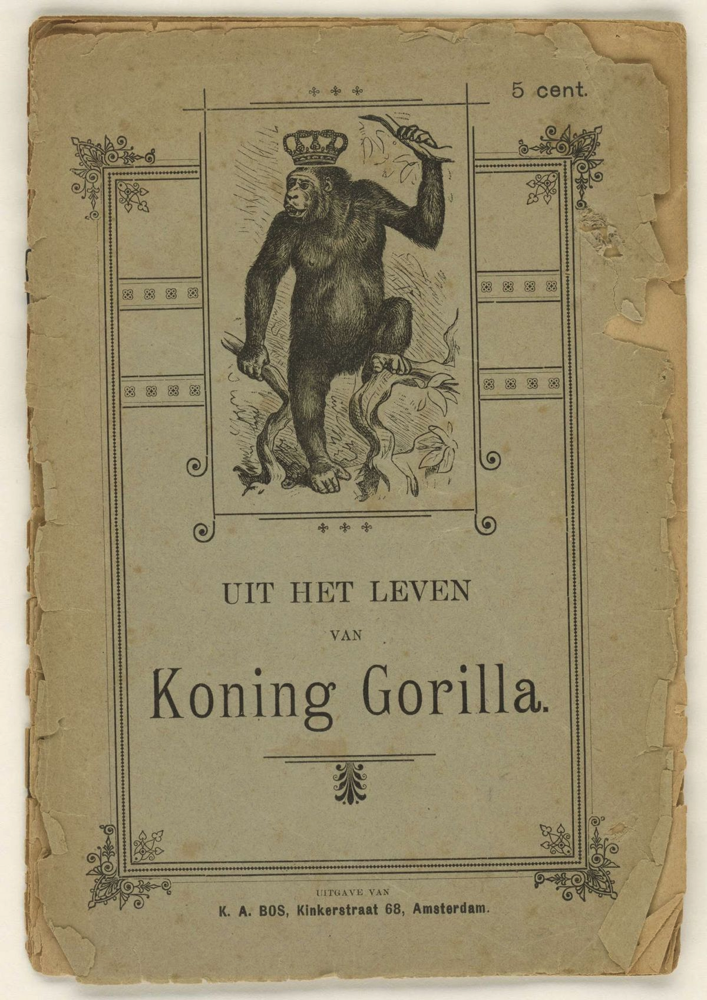 5 cent.
UIT HET LEVEN
VAN
Koning Gorilla.
UITGAVE VAN
K. A. BOS, Kinkerstraat 68, Amsterdam.